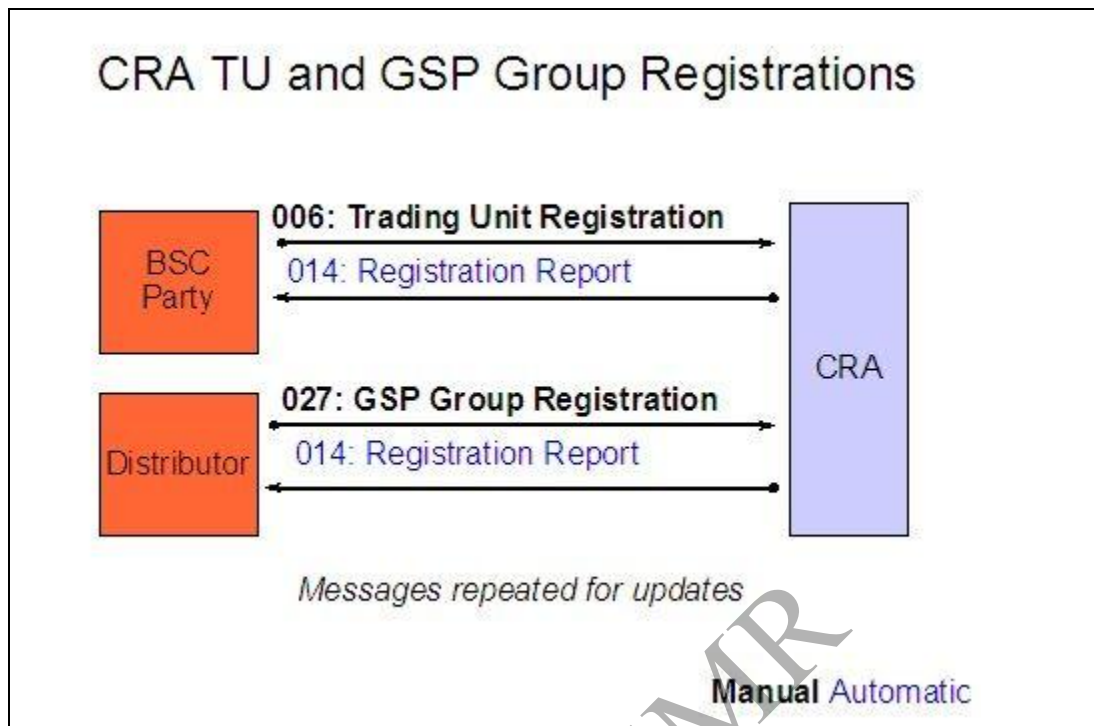 CRA TU and GSP Group Registrations
006: Trading Unit Registration
BSC
Party
014: Registration Report
CRA
027: GSP Group Registration
Distributor
014: Registration Report
Messages repeated for updates
Manual Automatic